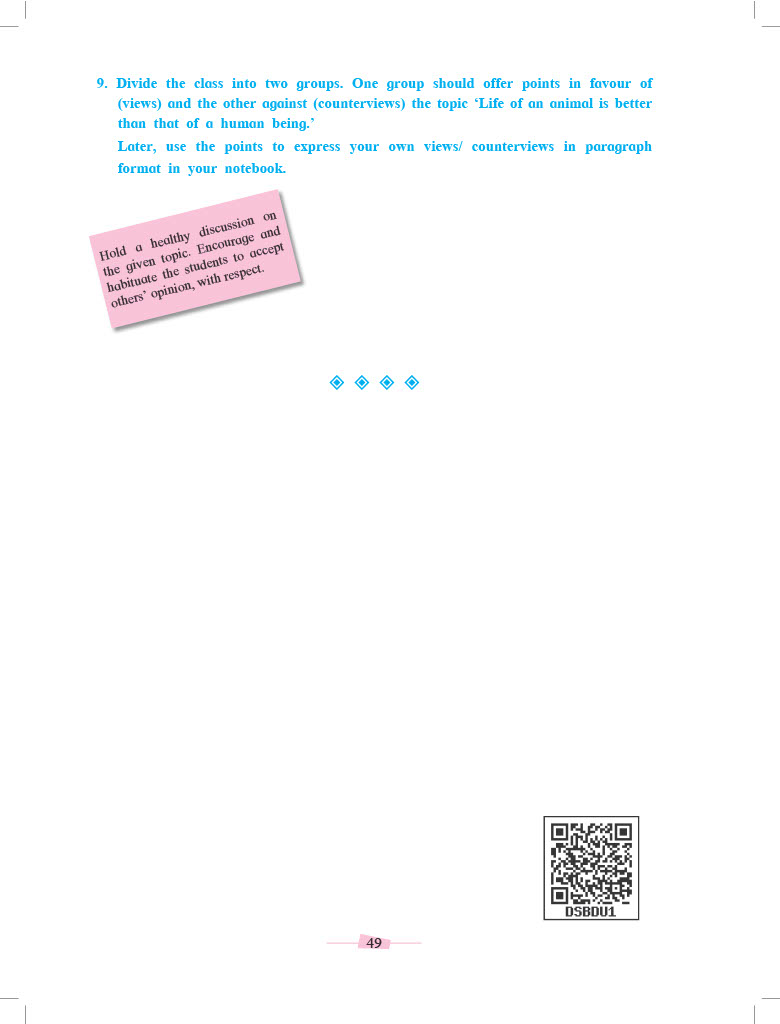 9. Divide the class into two groups. One group should offer points in favour of
(views) and the other against (counterviews) the topic ‘Life of an animal is better
than that of a human being.’
Later, use the points to express your own views/ counterviews in paragraph
format in your notebook.
Hold a healthy discussion on
the given topic. Encourage and
habituate the students to accept
others’ opinion, with respect.
DSBDU1
49